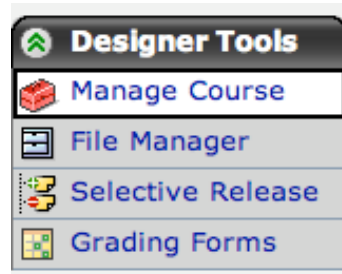 Designer Tools
Manage Course
File Manager
Selective Release
Grading Forms